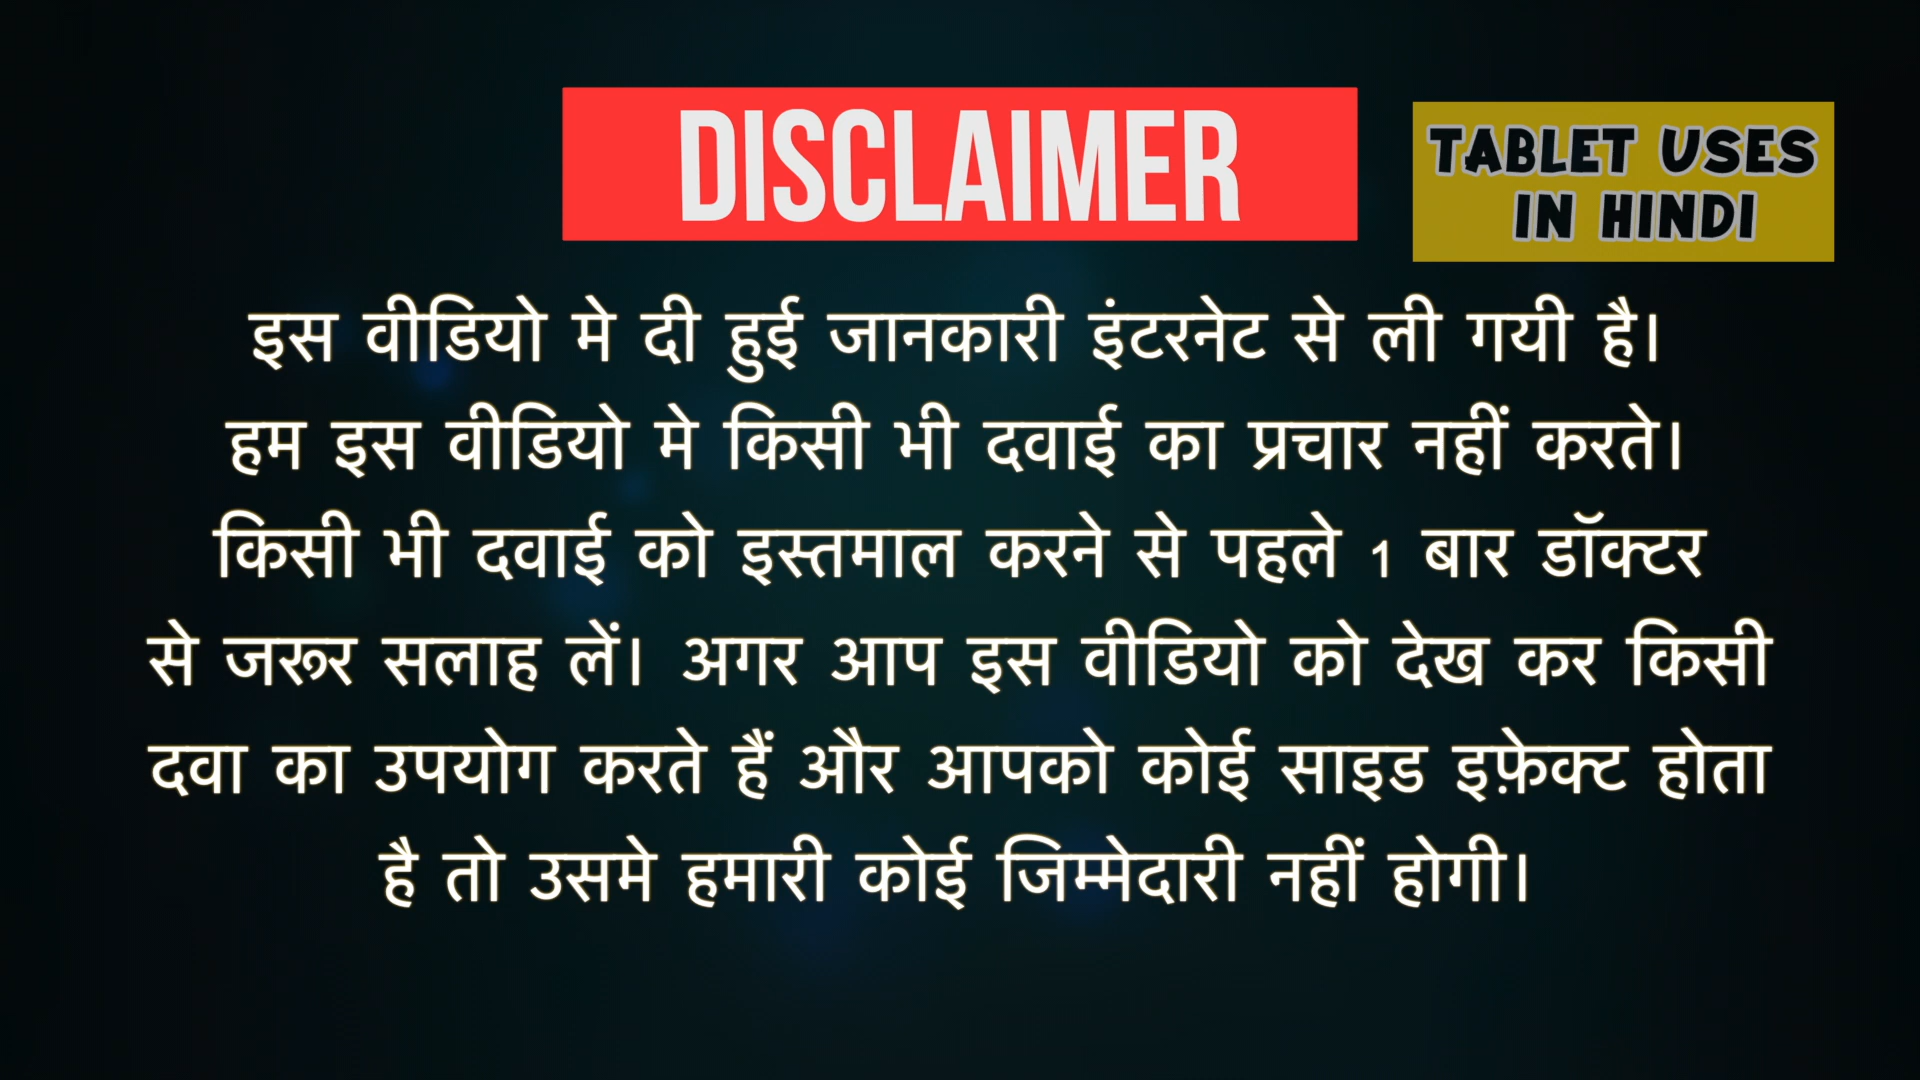 DISCLAIMER
TABLET USES
IN HINDI
इस वीडियो मे दी हुई जानकारी इंटरनेट से ली गयी है।
हम इस वीडियो मे किसी भी दवाई का प्रचार नहीं करते।
किसी भी दवाई को इस्तमाल करने से पहले 1 बार डॉक्टर
से जरूर सलाह लें। अगर आप इस वीडियो को देख कर किसी
दवा का उपयोग करते हैं और आपको कोई साइड इफ़ेक्ट होता
है तो उसमे हमारी कोई जिम्मेदारी नहीं होगी।